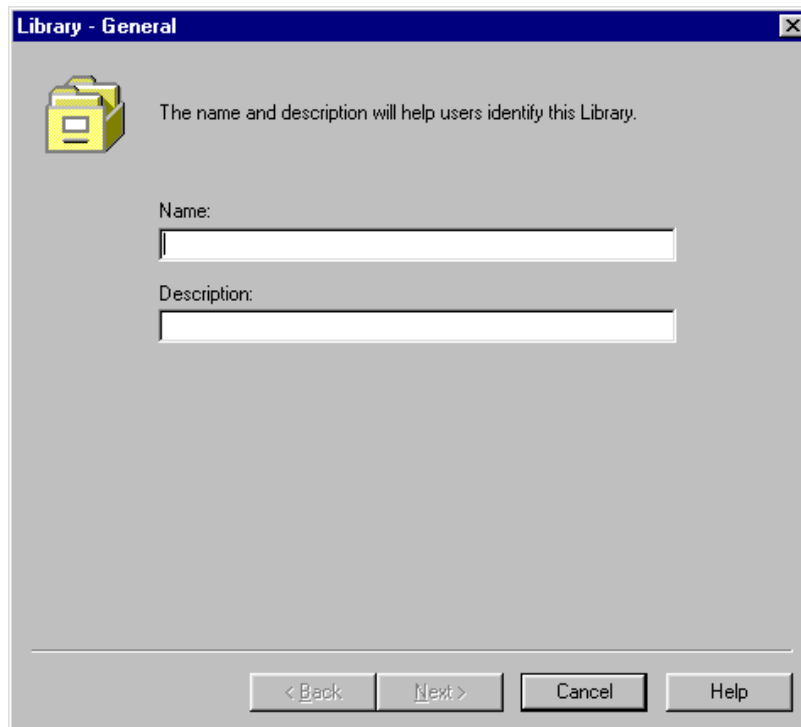 Library - General
The name and description will help users identify this Library.
Name:
Description:
< Back Next > Cancel Help